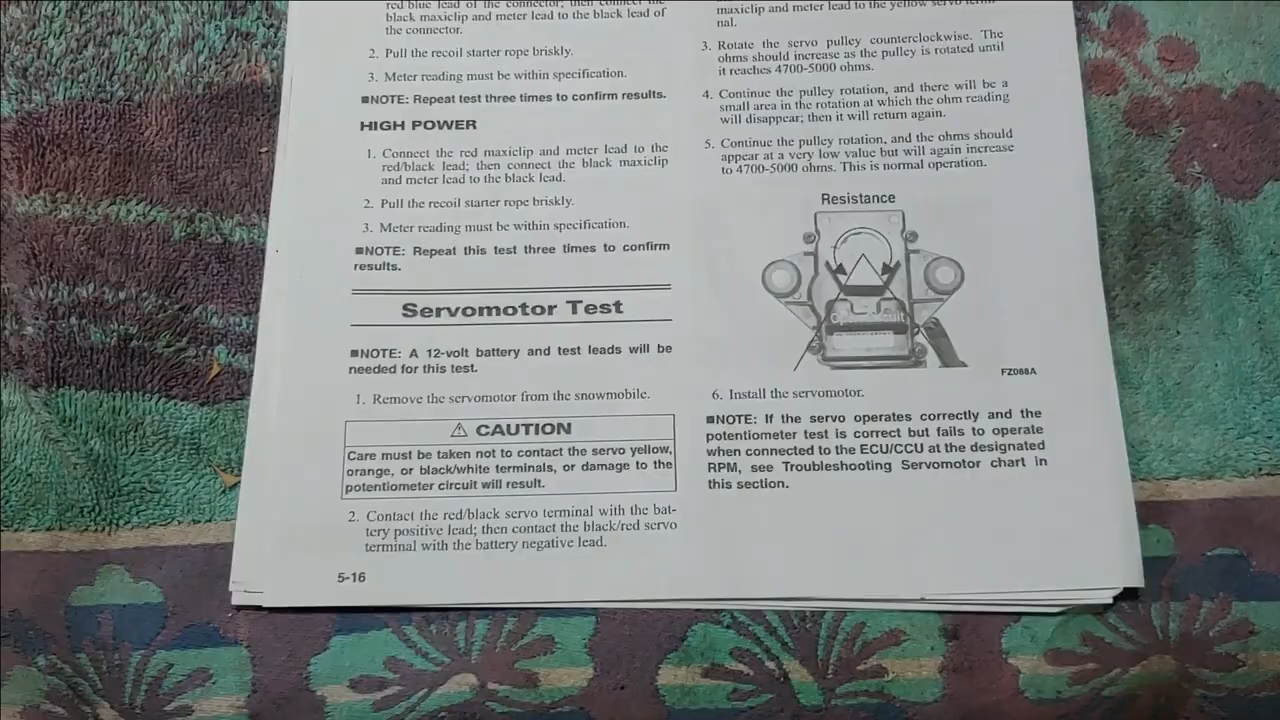 red blue lead of the connector; then connect the
black maxiclip and meter lead to the black lead of
the connector.
2. Pull the recoil starter rope briskly.
3. Meter reading must be within specification.
■NOTE: Repeat test three times to confirm results.
HIGH POWER
1. Connect the red maxiclip and meter lead to the
red/black lead; then connect the black maxiclip
and meter lead to the black lead.
2. Pull the recoil starter rope briskly.
3. Meter reading must be within specification.
■NOTE: Repeat this test three times to confirm
results.
Servomotor Test
■NOTE: A 12-volt battery and test leads will be
needed for this test.
1. Remove the servomotor from the snowmobile.
⚠ CAUTION
Care must be taken not to contact the servo yellow,
orange, or black/white terminals, or damage to the
potentiometer circuit will result.
2. Contact the red/black servo terminal with the bat-
tery positive lead; then contact the black/red servo
terminal with the battery negative lead.
5-16
maxiclip and meter lead to the yellow servo termi-
nal.
3. Rotate the servo pulley counterclockwise. The
ohms should increase as the pulley is rotated until
it reaches 4700-5000 ohms.
4. Continue the pulley rotation, and there will be a
small area in the rotation at which the ohm reading
will disappear; then it will return again.
5. Continue the pulley rotation, and the ohms should
appear at a very low value but will again increase
to 4700-5000 ohms. This is normal operation.
Resistance
Open Circuit
FZ088A
6. Install the servomotor.
■NOTE: If the servo operates correctly and the
potentiometer test is correct but fails to operate
when connected to the ECU/CCU at the designated
RPM, see Troubleshooting Servomotor chart in
this section.